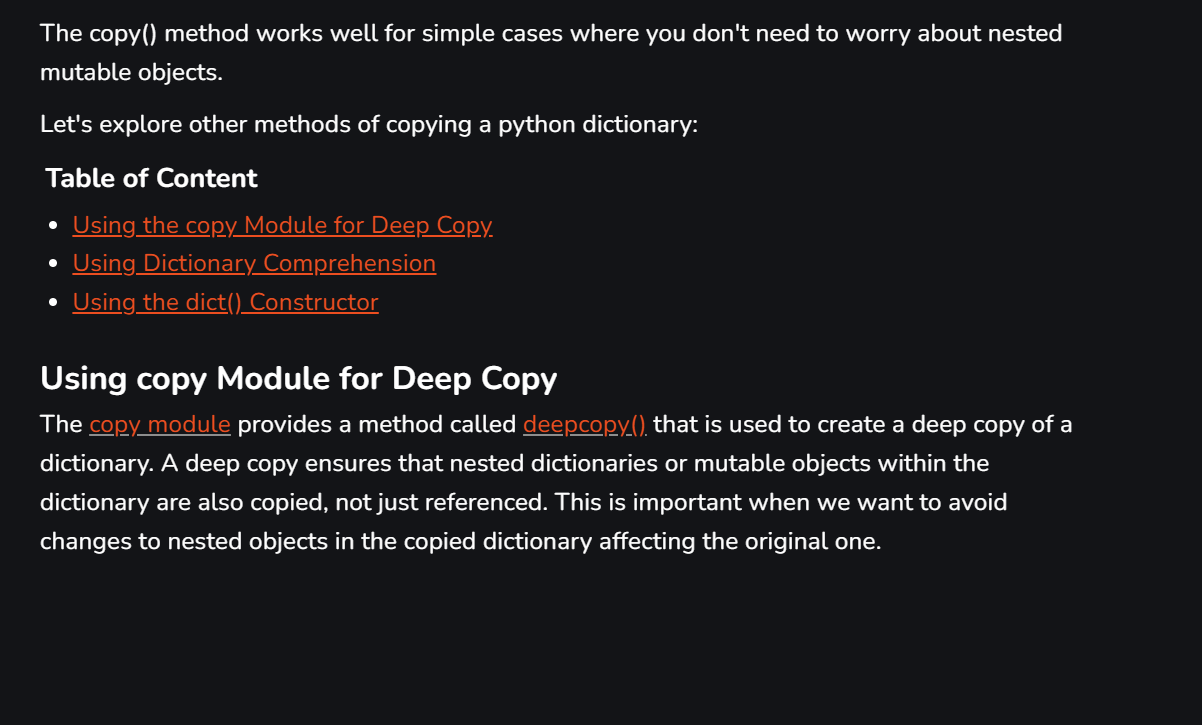 The copy() method works well for simple cases where you don't need to worry about nested
mutable objects.
Let's explore other methods of copying a python dictionary:
Table of Content
Using the copy Module for Deep Copy
Using Dictionary Comprehension
Using the dict() Constructor
Using copy Module for Deep Copy
The copy module provides a method called deepcopy() that is used to create a deep copy of a
dictionary. A deep copy ensures that nested dictionaries or mutable objects within the
dictionary are also copied, not just referenced. This is important when we want to avoid
changes to nested objects in the copied dictionary affecting the original one.